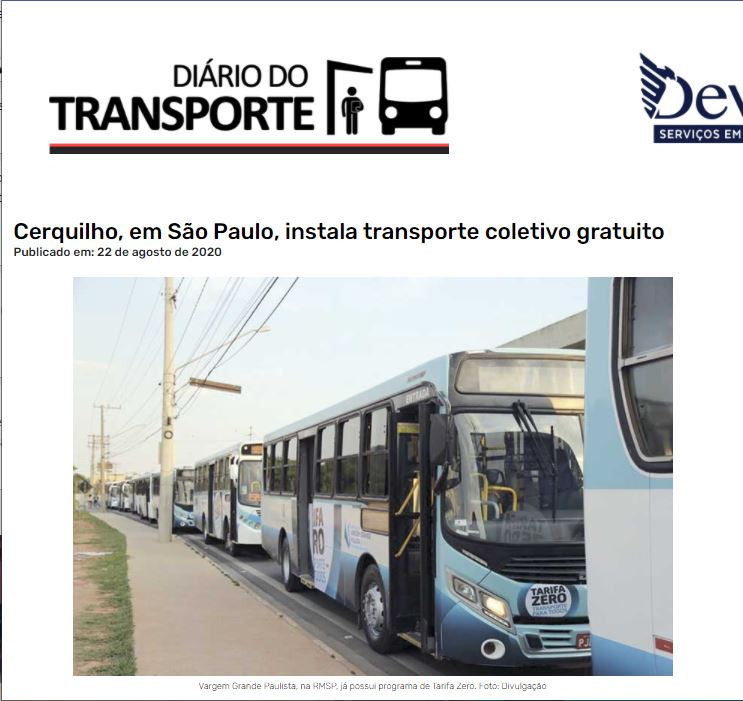 DIÁRIO DO
TRANSPORTE
SERVIÇOS EM
Cerquilho, em São Paulo, instala transporte coletivo gratuito
Publicado em: 22 de agosto de 2020
ENTRADA
TARIFA
ZERO
TRANSPORTE
PARA TODOS
Vargem Grande Paulista, na RMSP, já possui programa de Tarifa Zero. Foto: Divulgação